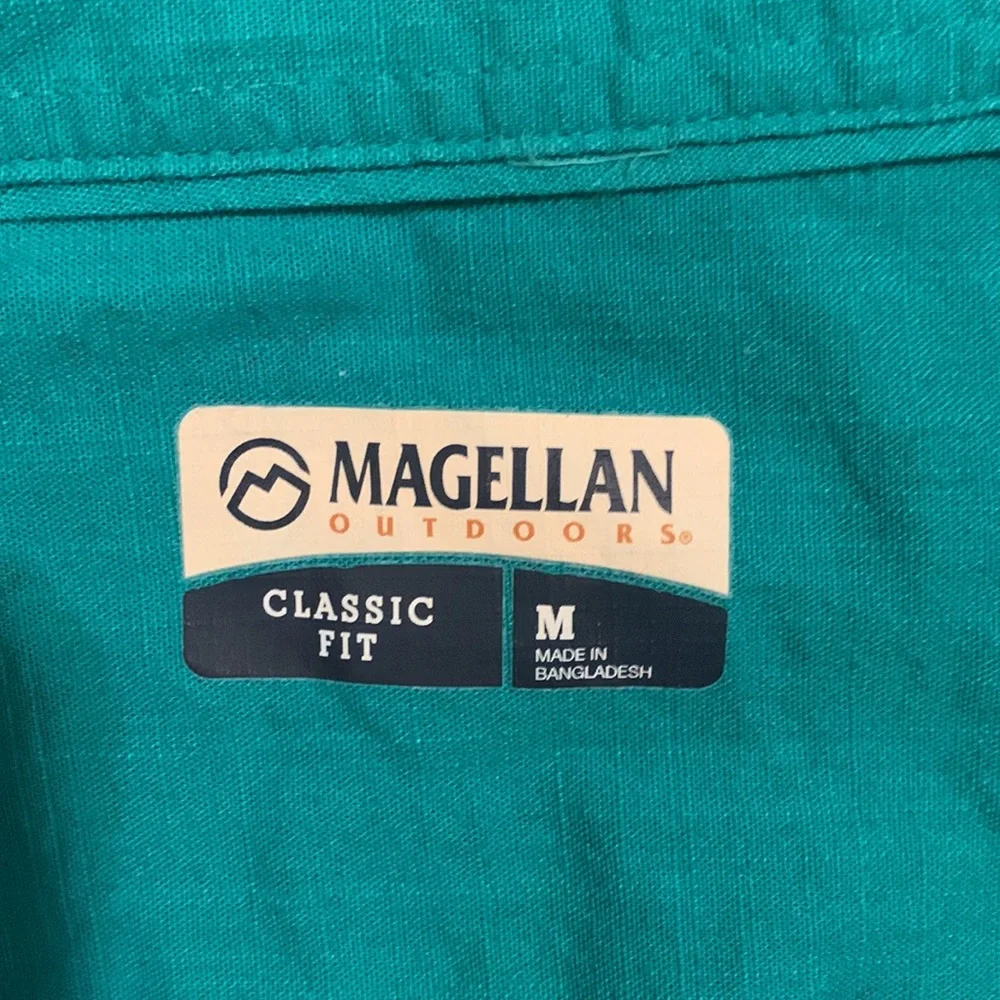 MAGELLAN
OUTDOORS®
CLASSIC
FIT
M
MADE IN
BANGLADESH